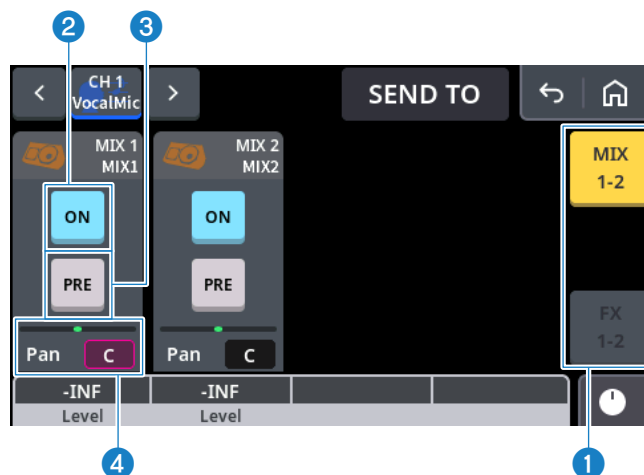 2
3
CH 1
VocalMic
SEND TO
MIX 1
MIX1
MIX 2
MIX2
MIX
1-2
ON
ON
PRE
PRE
FX
1-2
Pan
C
Pan
C
-INF
-INF
Level
Level
4
1